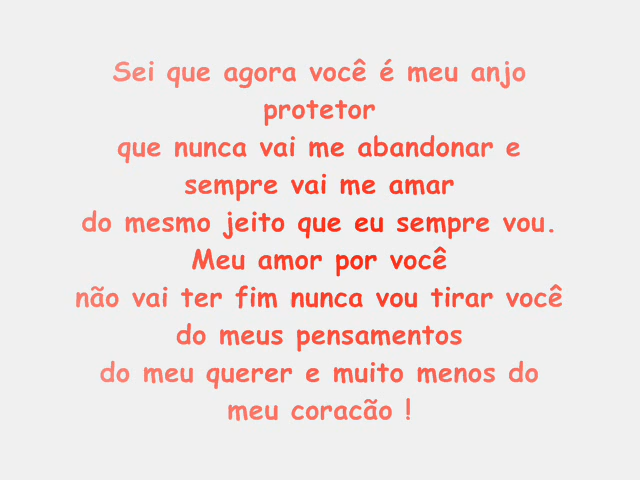 Sei que agora você é meu anjo
protetor
que nunca vai me abandonar e
sempre vai me amar
do mesmo jeito que eu sempre vou.
Meu amor por você
não vai ter fim nunca vou tirar você
do meus pensamentos
do meu querer e muito menos do
meu coracão !